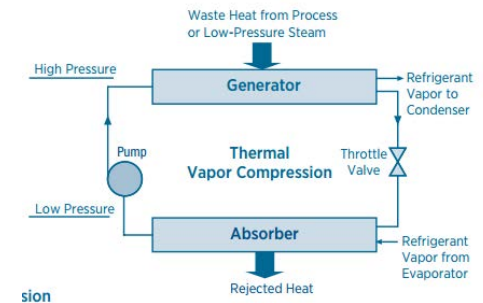 Waste Heat from Process
or Low-Pressure Steam
High Pressure
Generator
Refrigerant
Vapor to
Condenser
Pump
Thermal
Vapor Compression
Throttle
Valve
Low Pressure
Absorber
Refrigerant
Vapor from
Evaporator
Rejected Heat
sion